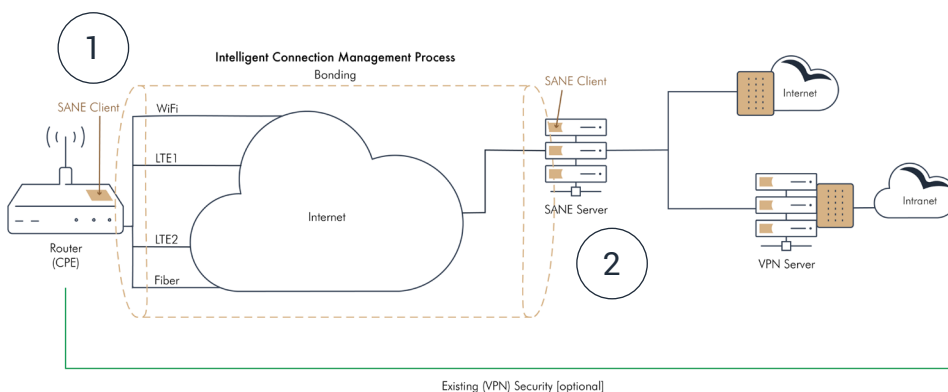 1
Intelligent Connection Management Process
Bonding
SANE Client
SANE Client
WiFi
Internet
LTE1
Internet
Intranet
SANE Server
LTE2
Router
(CPE)
2
VPN Server
Fiber
Existing (VPN) Security [optional]